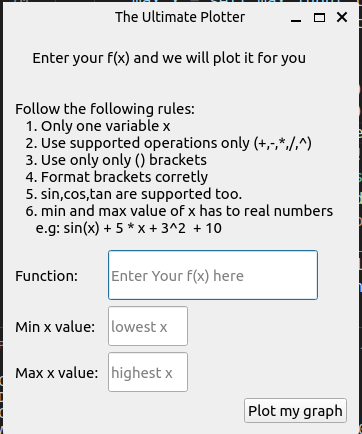 The Ultimate Plotter
Enter your f(x) and we will plot it for you
Follow the following rules:
1. Only one variable x
2. Use supported operations only (+,-,*,/,^)
3. Use only only () brackets
4. Format brackets corretly
5. sin,cos,tan are supported too.
6. min and max value of x has to real numbers
e.g: sin(x) + 5 * x + 3^2 + 10
Function: Enter Your f(x) here
Min x value: lowest x
Max x value: highest x
Plot my graph